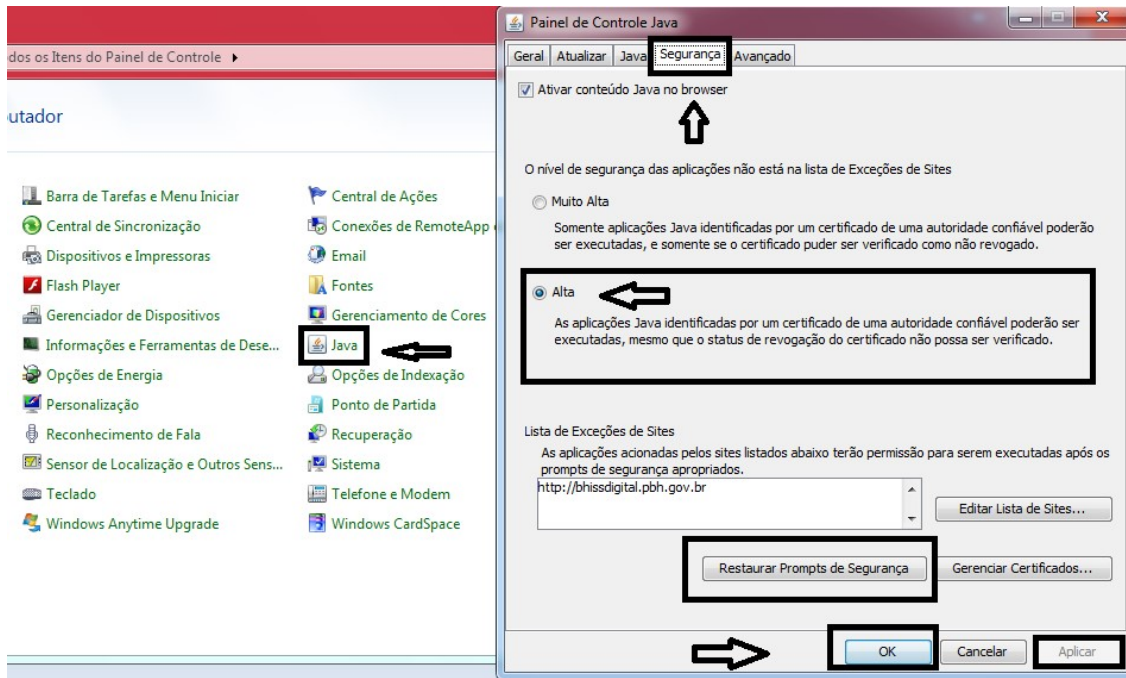 dos os Itens do Painel de Controle
utador
Barra de Tarefas e Menu Iniciar
Central de Sincronização
Dispositivos e Impressoras
Flash Player
Gerenciador de Dispositivos
Informações e Ferramentas de Dese...
Opções de Energia
Personalização
Reconhecimento de Fala
Sensor de Localização e Outros Sens...
Teclado
Windows Anytime Upgrade
Central de Ações
Conexões de RemoteApp
Email
Fontes
Gerenciamento de Cores
Java
Opções de Indexação
Ponto de Partida
Recuperação
Sistema
Telefone e Modem
Windows CardSpace
Painel de Controle Java
Geral Atualizar Java Segurança Avançado
Ativar conteúdo Java no browser
O nível de segurança das aplicações não está na lista de Exceções de Sites
Muito Alta
Somente aplicações Java identificadas por um certificado de uma autoridade confiável poderão
ser executadas, e somente se o certificado puder ser verificado como não revogado.
Alta
As aplicações Java identificadas por um certificado de uma autoridade confiável poderão ser
executadas, mesmo que o status de revogação do certificado não possa ser verificado.
Lista de Exceções de Sites
As aplicações acionadas pelos sites listados abaixo terão permissão para serem executadas após os
prompts de segurança apropriados.
http://bhissdigital.pbh.gov.br
Editar Lista de Sites...
Restaurar Prompts de Segurança Gerenciar Certificados...
OK Cancelar Aplicar